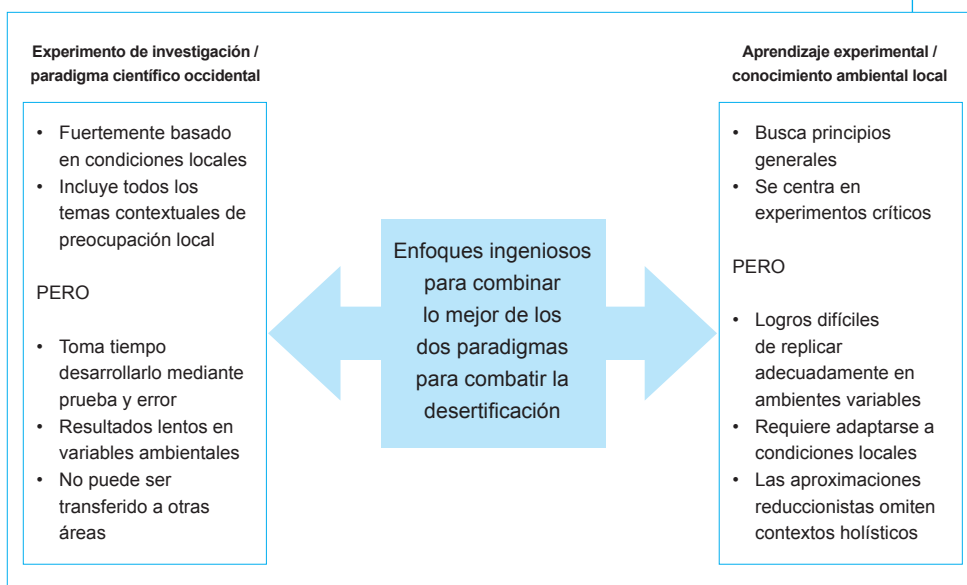 Experimento de investigación /
paradigma científico occidental
• Fuertemente basado
en condiciones locales
• Incluye todos los
temas contextuales de
preocupación local
PERO
• Toma tiempo
desarrollarlo mediante
prueba y error
• Resultados lentos en
variables ambientales
• No puede ser
transferido a otras
áreas
Enfoques ingeniosos
para combinar
lo mejor de los
dos paradigmas
para combatir la
desertificación
Aprendizaje experimental /
conocimiento ambiental local
• Busca principios
generales
• Se centra en
experimentos críticos
PERO
• Logros difíciles
de replicar
adecuadamente en
ambientes variables
• Requiere adaptarse a
condiciones locales
• Las aproximaciones
reduccionistas omiten
contextos holísticos